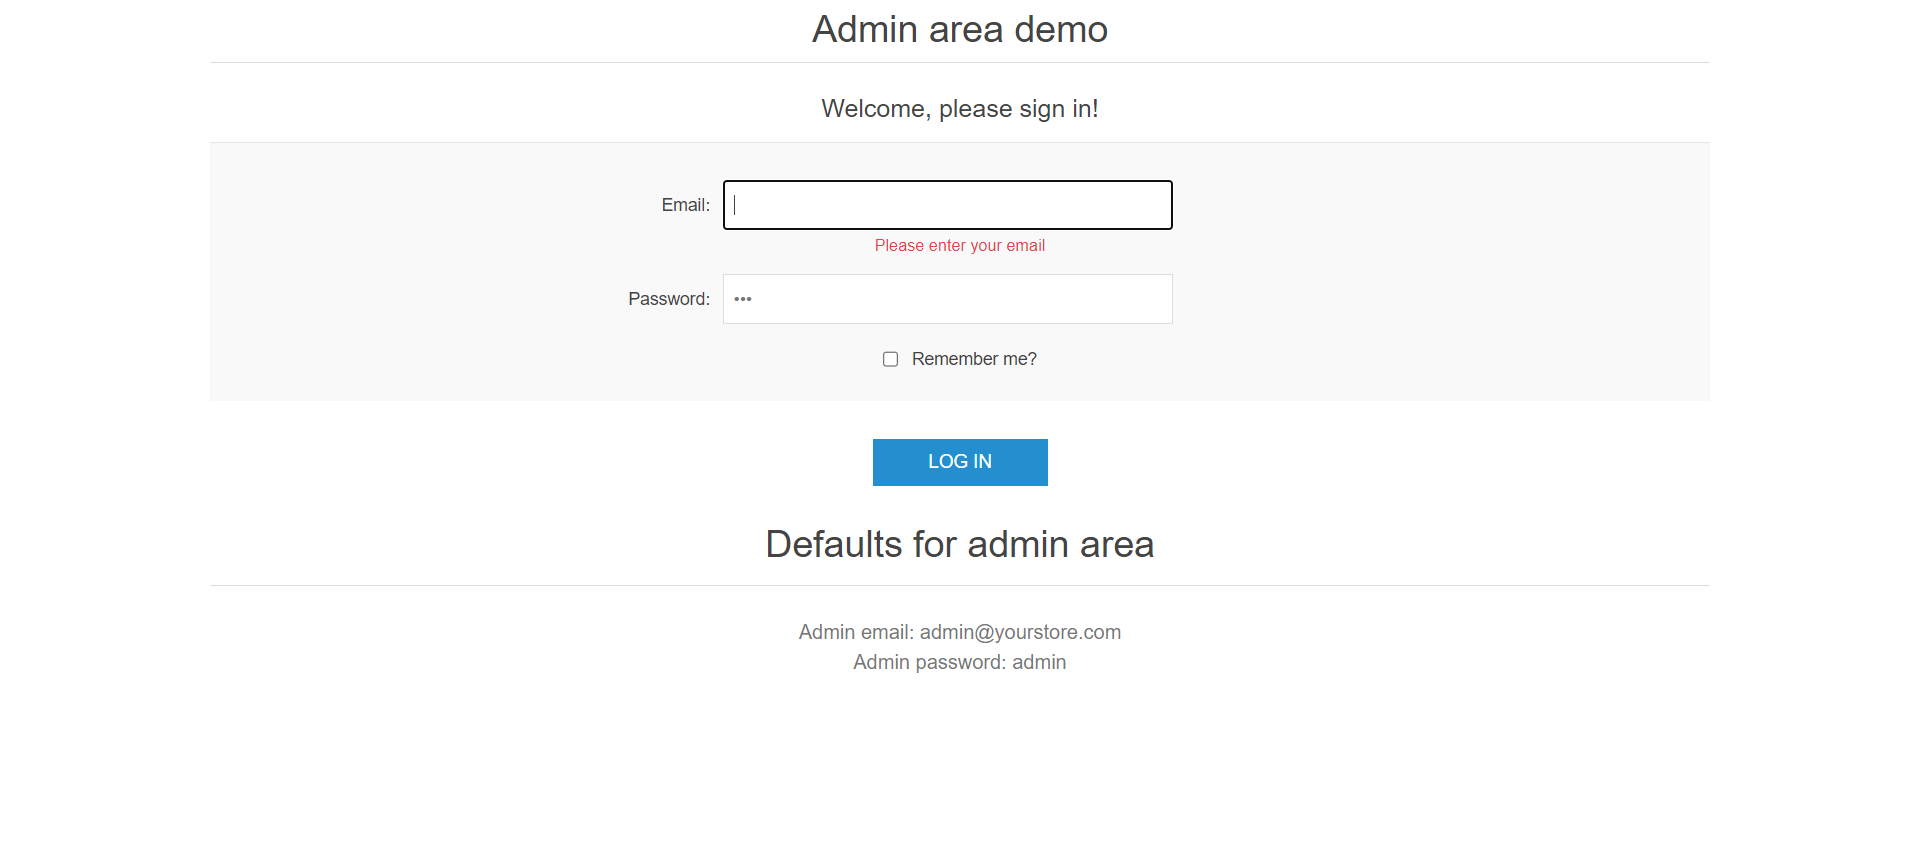 Admin area demo
Welcome, please sign in!
Email:
Please enter your email
Password: •••
Remember me?
LOG IN
Defaults for admin area
Admin email: admin@yourstore.com
Admin password: admin